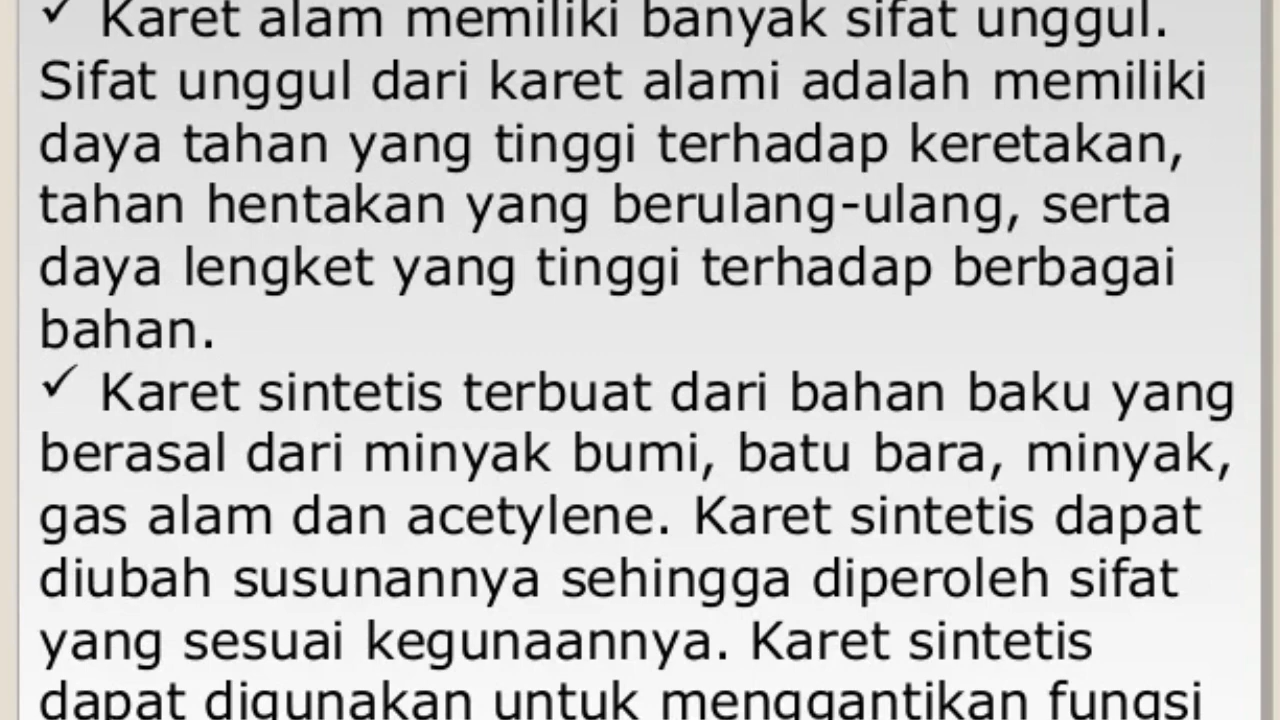 ✓ Karet alam memiliki banyak sifat unggul.
Sifat unggul dari karet alami adalah memiliki
daya tahan yang tinggi terhadap keretakan,
tahan hentakan yang berulang-ulang, serta
daya lengket yang tinggi terhadap berbagai
bahan.
✓ Karet sintetis terbuat dari bahan baku yang
berasal dari minyak bumi, batu bara, minyak,
gas alam dan acetylene. Karet sintetis dapat
diubah susunannya sehingga diperoleh sifat
yang sesuai kegunaannya. Karet sintetis
dapat digunakan untuk menggantikan fungsi